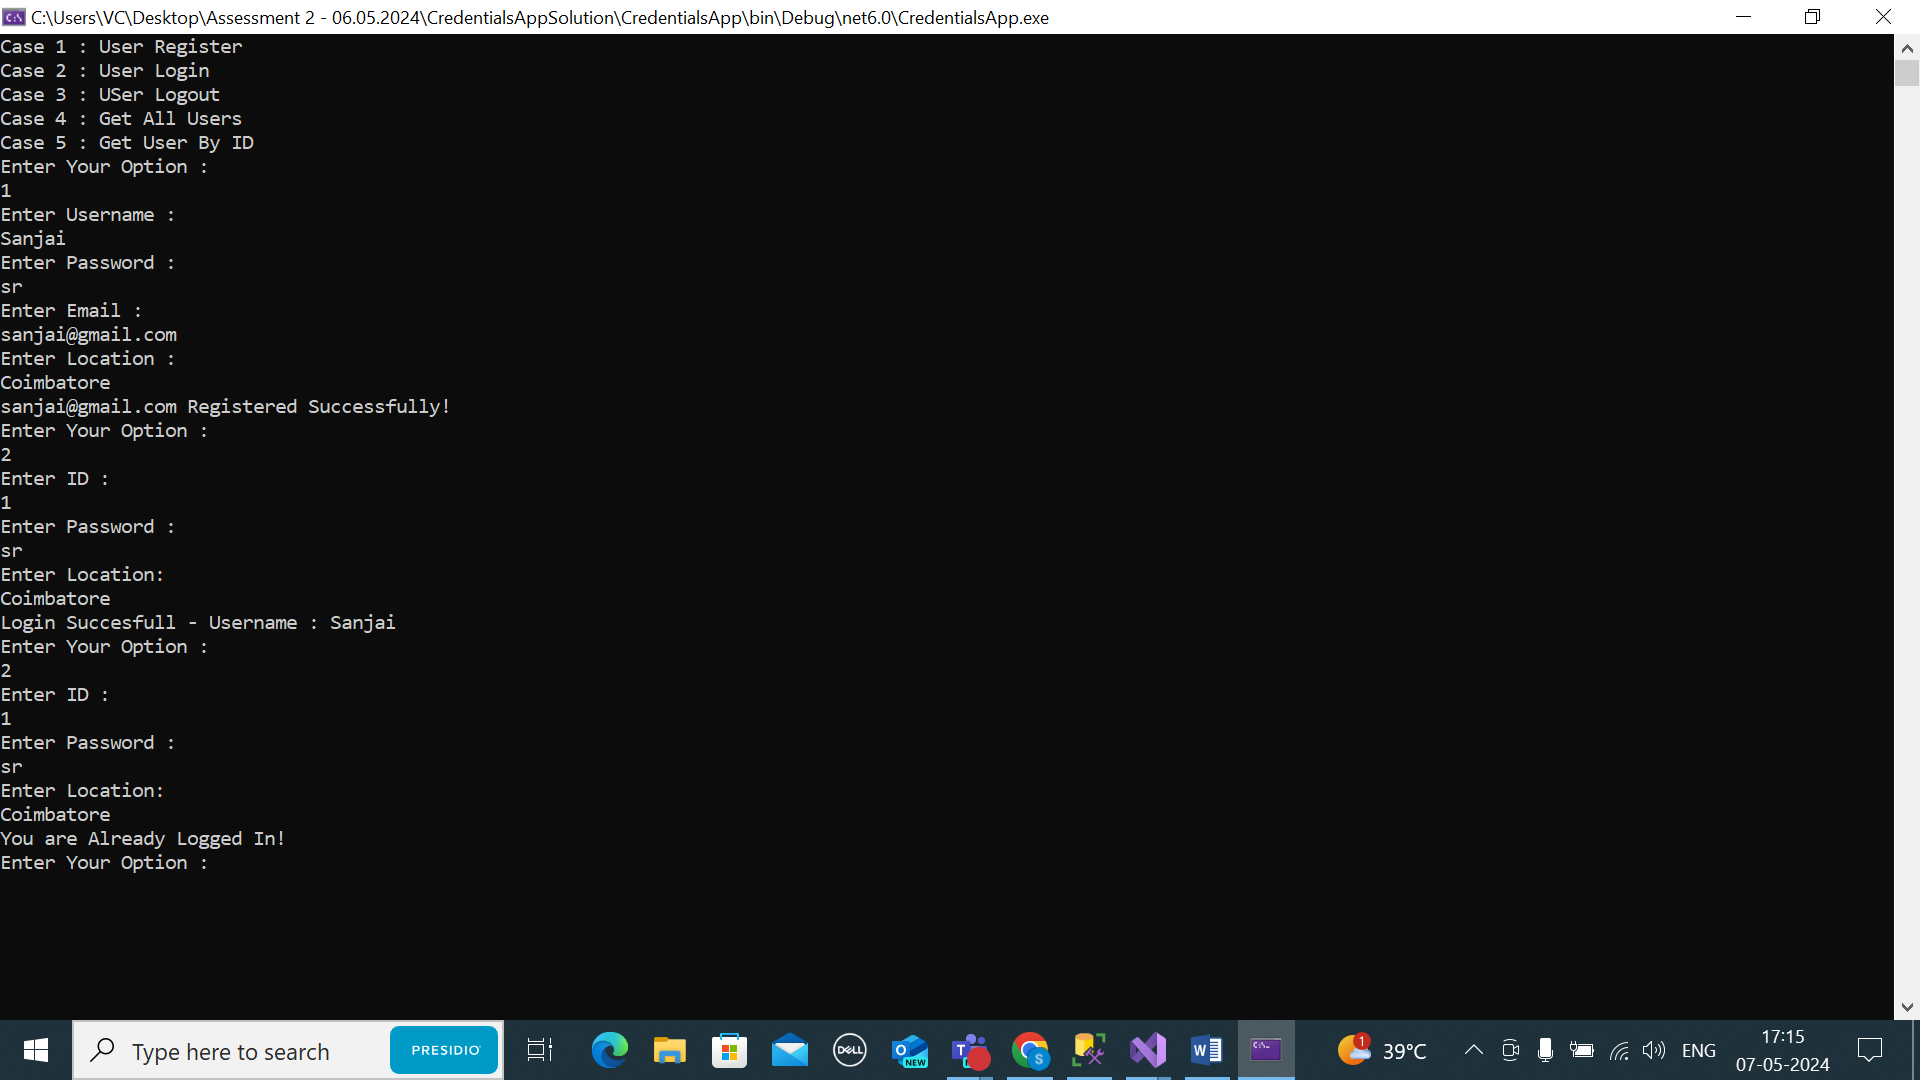 C:\Users\VC\Desktop\Assessment 2 - 06.05.2024\CredentialsAppSolution\CredentialsApp\bin\Debug\net6.0\CredentialsApp.exe
Case 1 : User Register
Case 2 : User Login
Case 3 : USer Logout
Case 4 : Get All Users
Case 5 : Get User By ID
Enter Your Option :
1
Enter Username :
Sanjai
Enter Password :
sr
Enter Email :
sanjai@gmail.com
Enter Location :
Coimbatore
sanjai@gmail.com Registered Successfully!
Enter Your Option :
2
Enter ID :
1
Enter Password :
sr
Enter Location:
Coimbatore
Login Succesfull - Username : Sanjai
Enter Your Option :
2
Enter ID :
1
Enter Password :
sr
Enter Location:
Coimbatore
You are Already Logged In!
Enter Your Option :
Type here to search
PRESIDIO
DELL
NEW
1
39°C
ENG
17:15
07-05-2024